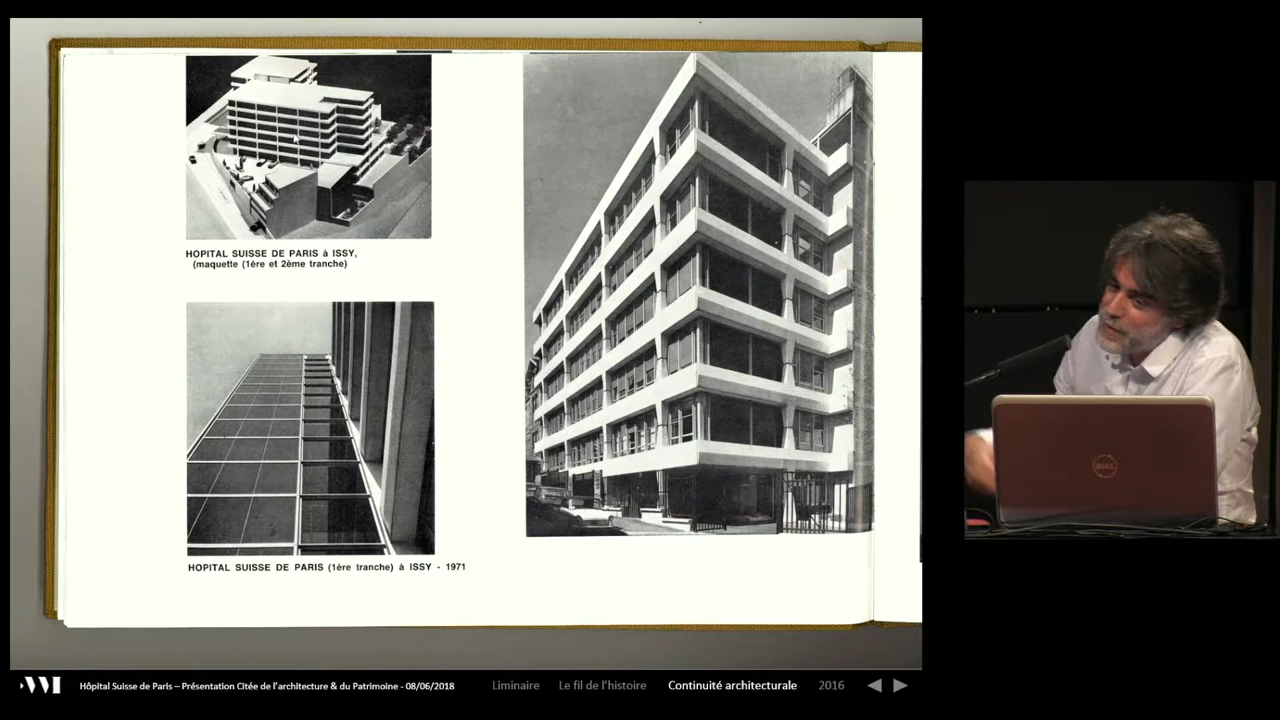 HOPITAL SUISSE DE PARIS à ISSY,
(maquette (1ère et 2ème tranche)
HOPITAL SUISSE DE PARIS (1ère tranche) à ISSY - 1971
DELL
Hôpital Suisse de Paris – Présentation Citée de l'architecture & du Patrimoine - 08/06/2018
Liminaire
Le fil de l'histoire
Continuité architecturale
2016